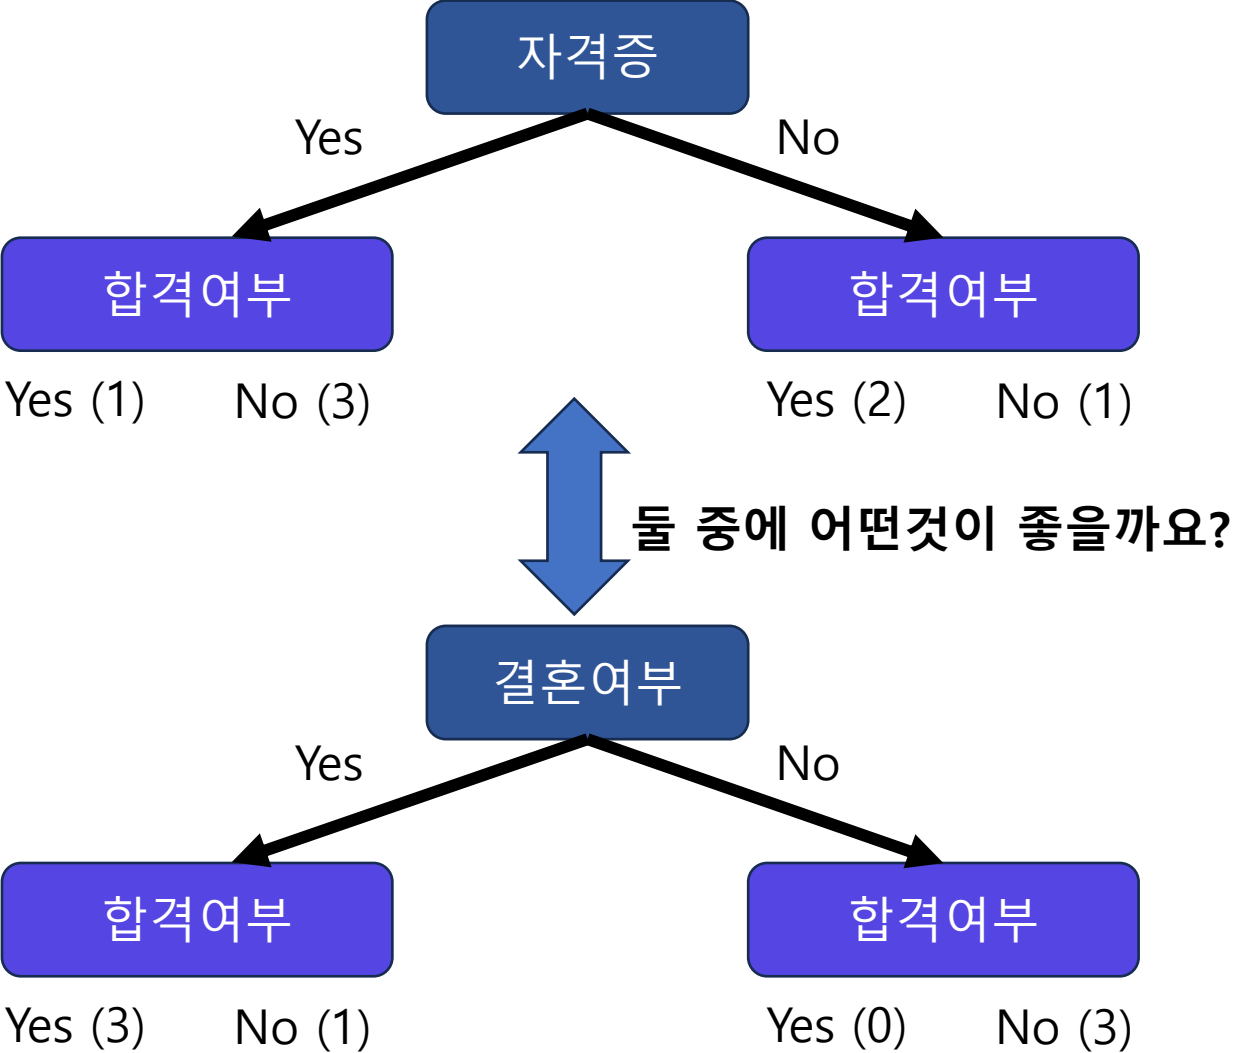 자격증
Yes
No
합격여부
합격여부
Yes (1)
No (3)
Yes (2)
No (1)
둘 중에 어떤것이 좋을까요?
결혼여부
Yes
No
합격여부
합격여부
Yes (3)
No (1)
Yes (0)
No (3)